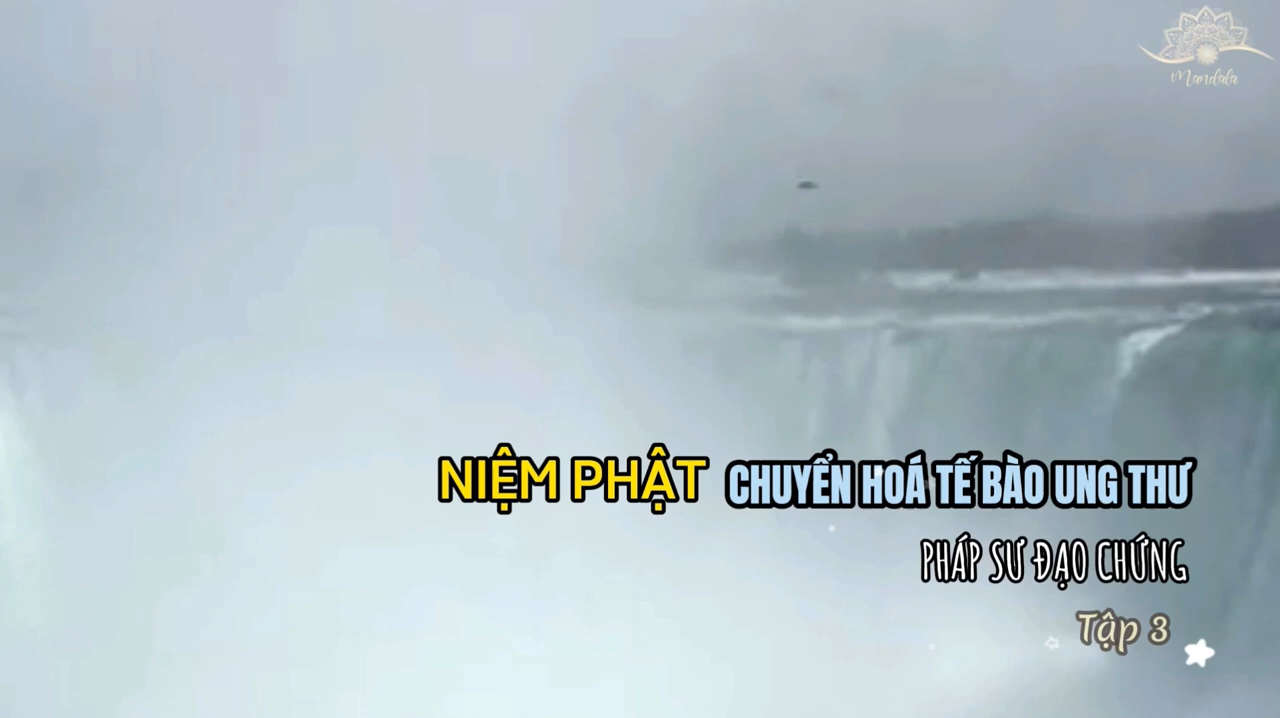 Mandala
NIỆM PHẬT CHUYỂN HOÁ TẾ BÀO UNG THƯ
PHÁP SƯ ĐẠO CHỨNG
Tập 3